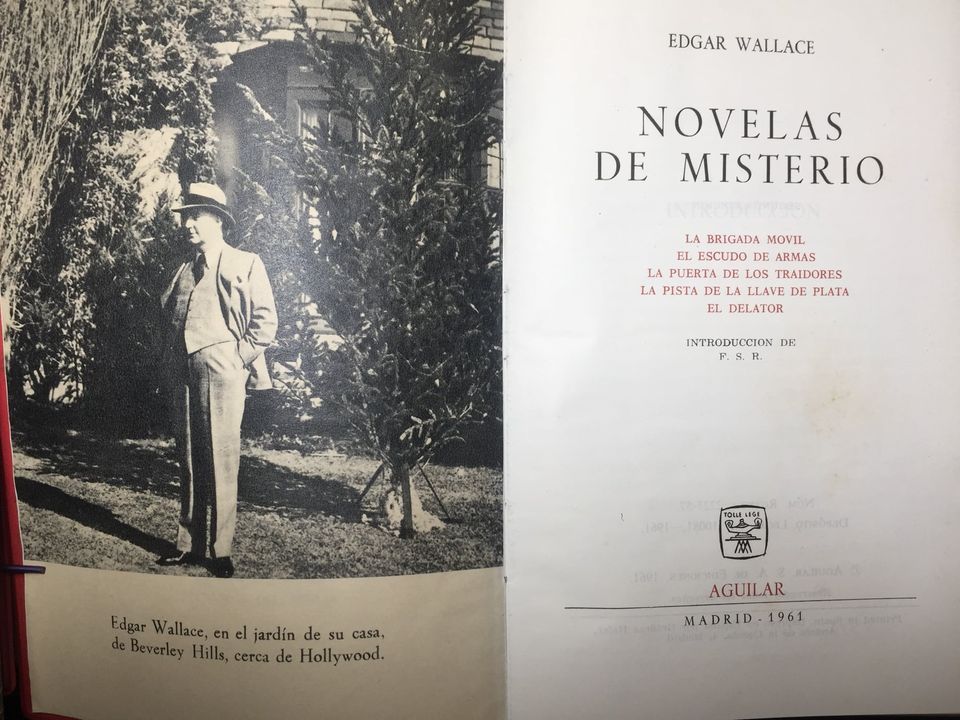 Edgar Wallace, en el jardín de su casa,
de Beverley Hills, cerca de Hollywood.
EDGAR WALLACE
NOVELAS
DE MISTERIO
LA BRIGADA MOVIL
EL ESCUDO DE ARMAS
LA PUERTA DE LOS TRAIDORES
LA PISTA DE LA LLAVE DE PLATA
EL DELATOR
INTRODUCCION DE
F. S. R.
TOLLE LEGE
AGUILAR
MADRID - 1961